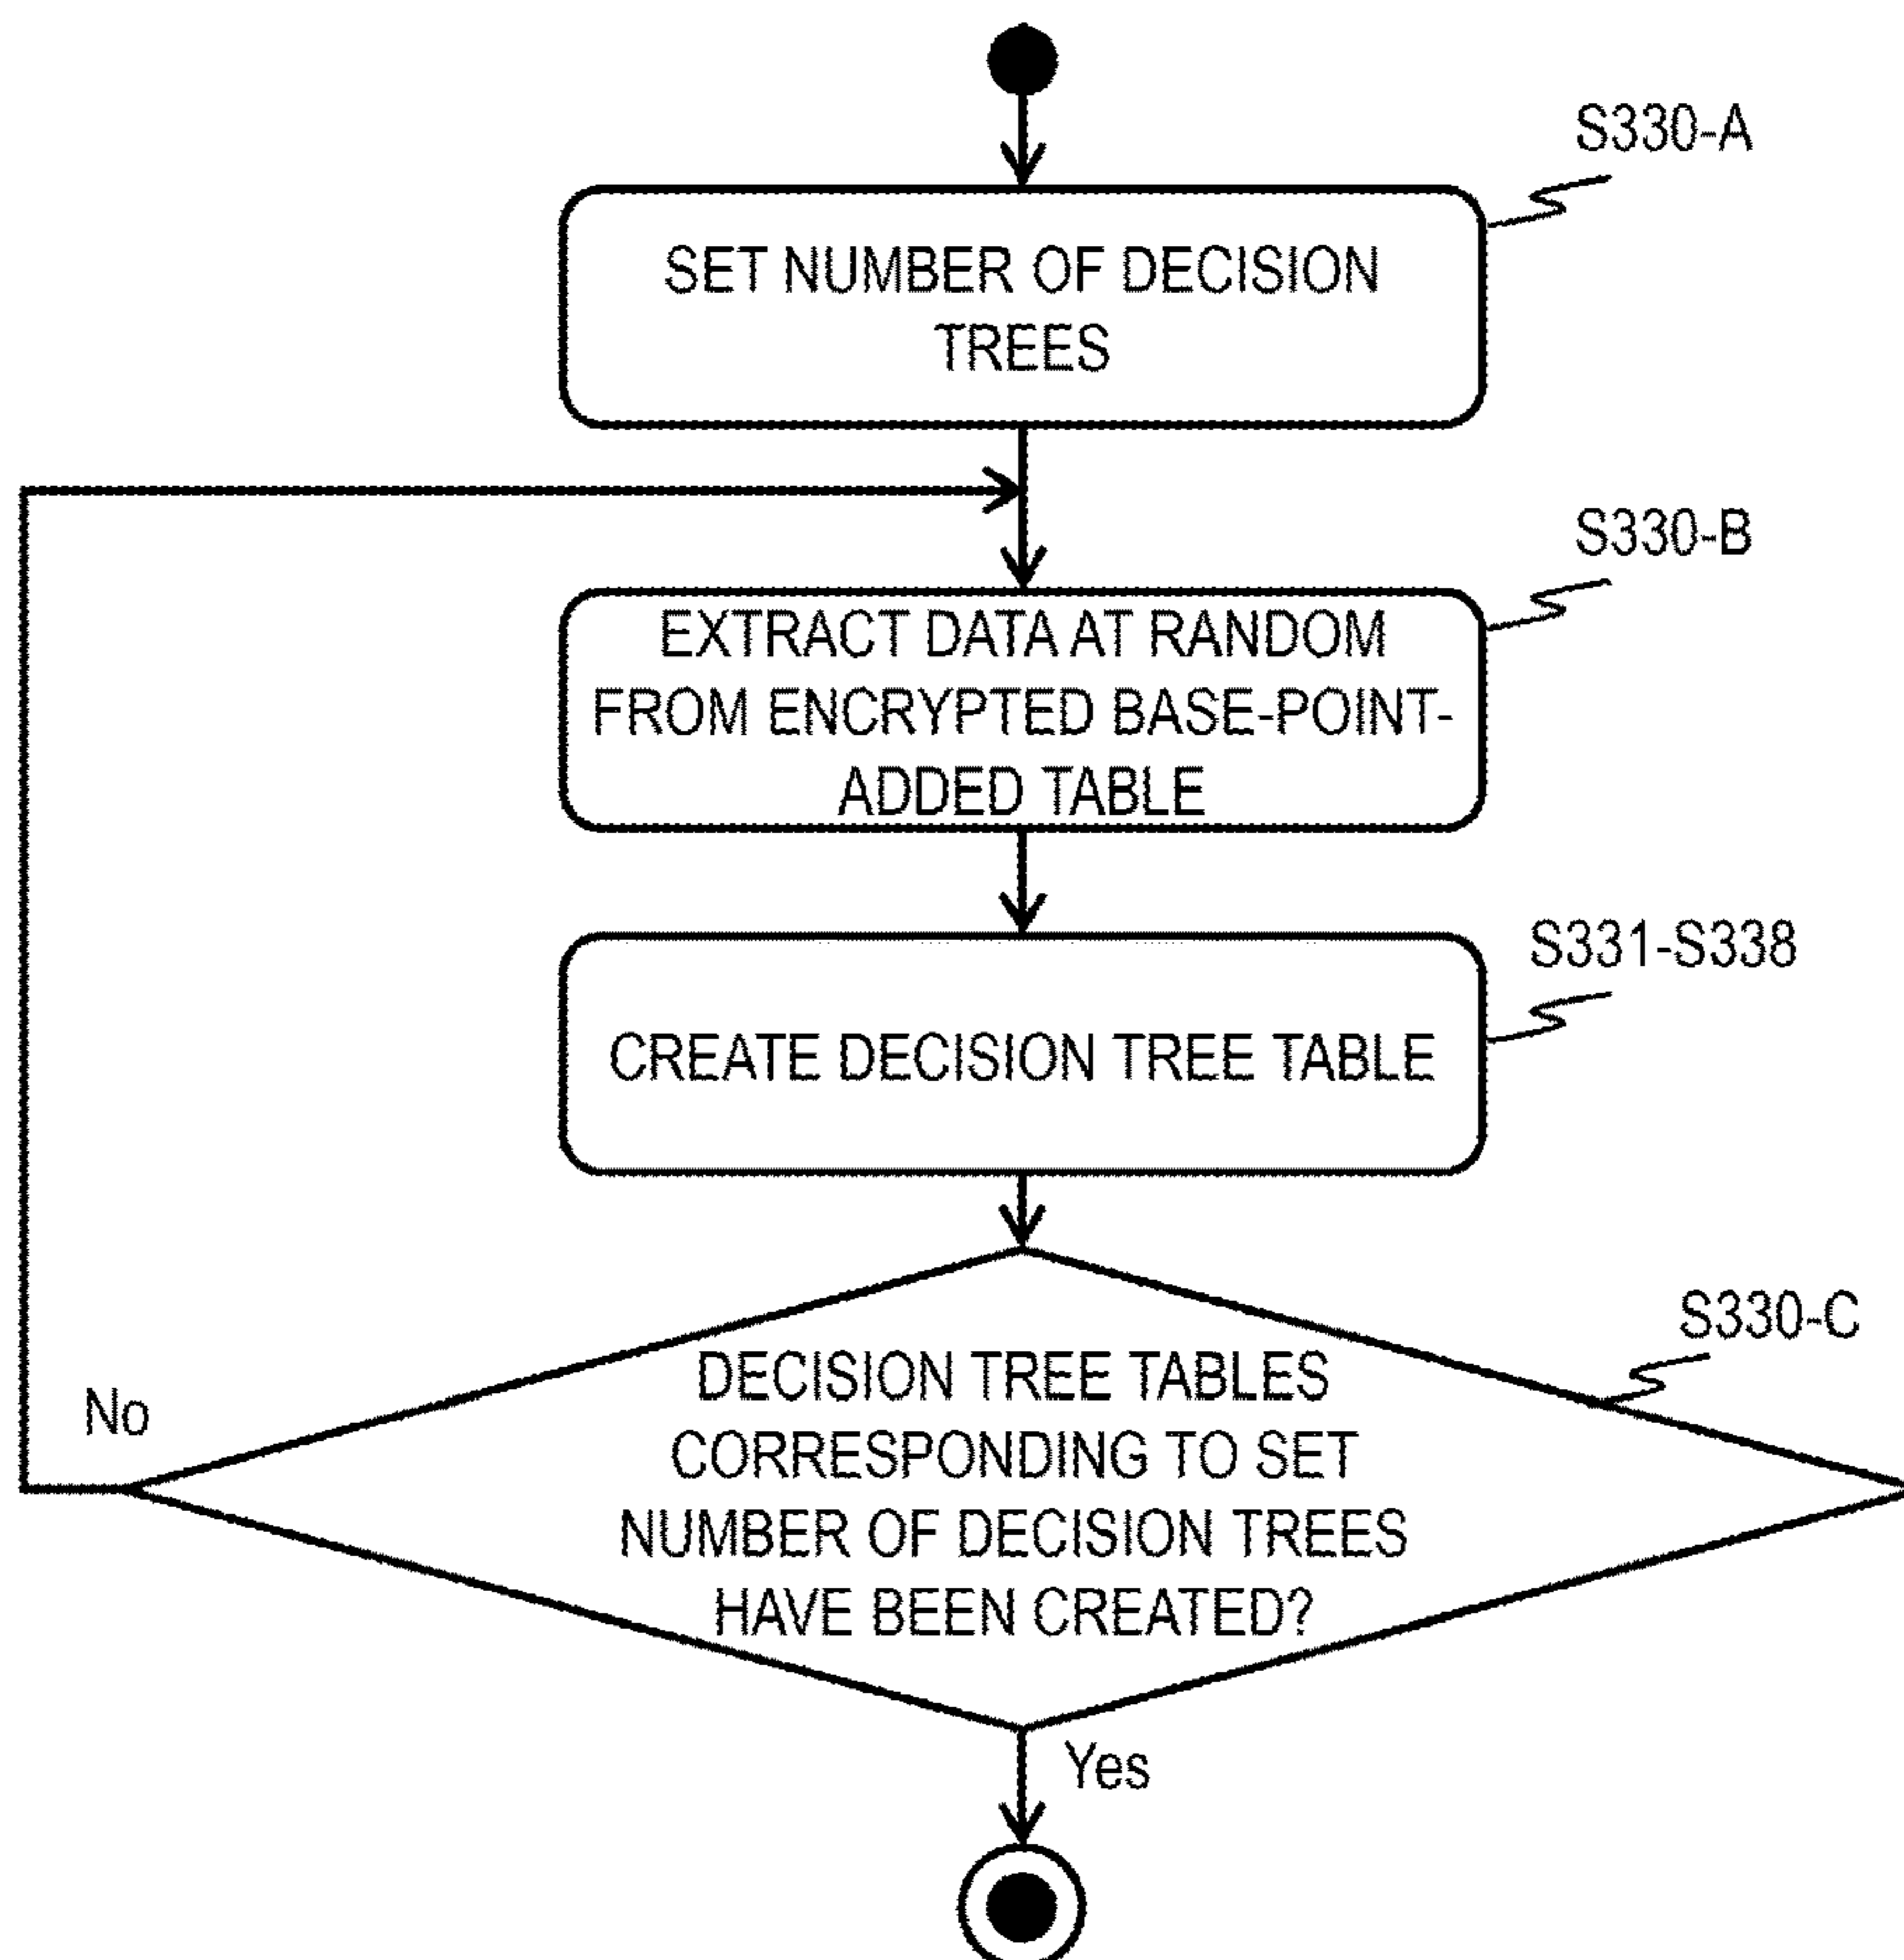 S330-A
SET NUMBER OF DECISION
TREES
S330-B
EXTRACT DATA AT RANDOM
FROM ENCRYPTED BASE-POINT-
ADDED TABLE
S331-S338
CREATE DECISION TREE TABLE
S330-C
DECISION TREE TABLES
CORRESPONDING TO SET
NUMBER OF DECISION TREES
HAVE BEEN CREATED?
No
Yes